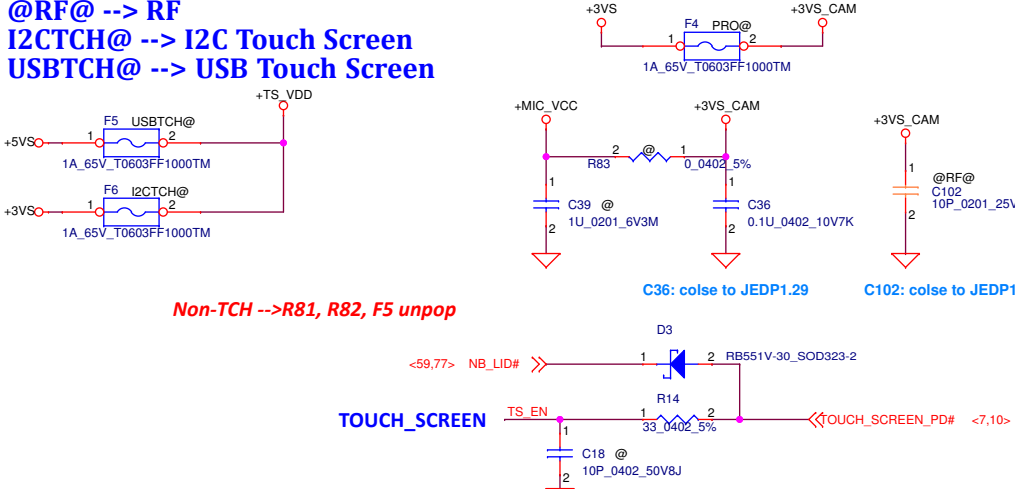 @RF@ --> RF
I2CTCH@ --> I2C Touch Screen
USBTCH@ --> USB Touch Screen
+TS_VDD
F5 USBTCH@
+5VS 1 2
1A_65V_T0603FF1000TM
F6 I2CTCH@
+3VS 1 2
1A_65V_T0603FF1000TM
+3VS +3VS_CAM
F4 PRO@
1 2
1A_65V_T0603FF1000TM
+MIC_VCC +3VS_CAM
2 @ 1
R83 0_0402_5%
1
C39 @
1U_0201_6V3M
2
1
C36
0.1U_0402_10V7K
2
+3VS_CAM
1
@RF@
C102
10P_0201_25V
2
C36: colse to JEDP1.29
C102: colse to JEDP1
Non-TCH -->R81, R82, F5 unpop
D3
<59,77> NB_LID# 1 2 RB551V-30_SOD323-2
R14
TOUCH_SCREEN TS_EN 1 2 TOUCH_SCREEN_PD# <7,10>
33_0402_5%
1
C18 @
10P_0402_50V8J
2